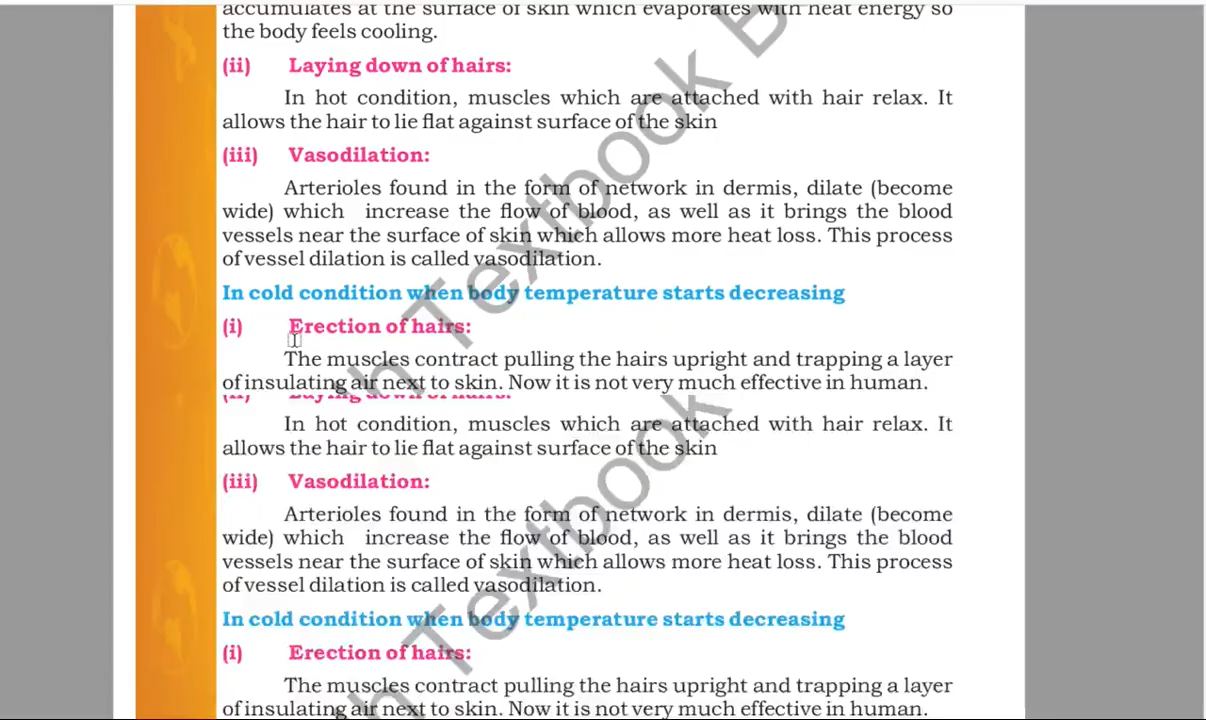 accumulates at the surface of skin which evaporates with heat energy so
the body feels cooling.
(ii) Laying down of hairs:
In hot condition, muscles which are attached with hair relax. It
allows the hair to lie flat against surface of the skin
(iii) Vasodilation:
Arterioles found in the form of network in dermis, dilate (become
wide) which increase the flow of blood, as well as it brings the blood
vessels near the surface of skin which allows more heat loss. This process
of vessel dilation is called vasodilation.
In cold condition when body temperature starts decreasing
(i) Erection of hairs:
The muscles contract pulling the hairs upright and trapping a layer
of insulating air next to skin. Now it is not very much effective in human.
(ii) Laying down of hairs:
In hot condition, muscles which are attached with hair relax. It
allows the hair to lie flat against surface of the skin
(iii) Vasodilation:
Arterioles found in the form of network in dermis, dilate (become
wide) which increase the flow of blood, as well as it brings the blood
vessels near the surface of skin which allows more heat loss. This process
of vessel dilation is called vasodilation.
In cold condition when body temperature starts decreasing
(i) Erection of hairs:
The muscles contract pulling the hairs upright and trapping a layer
of insulating air next to skin. Now it is not very much effective in human.
h Textbook B
h Textbook